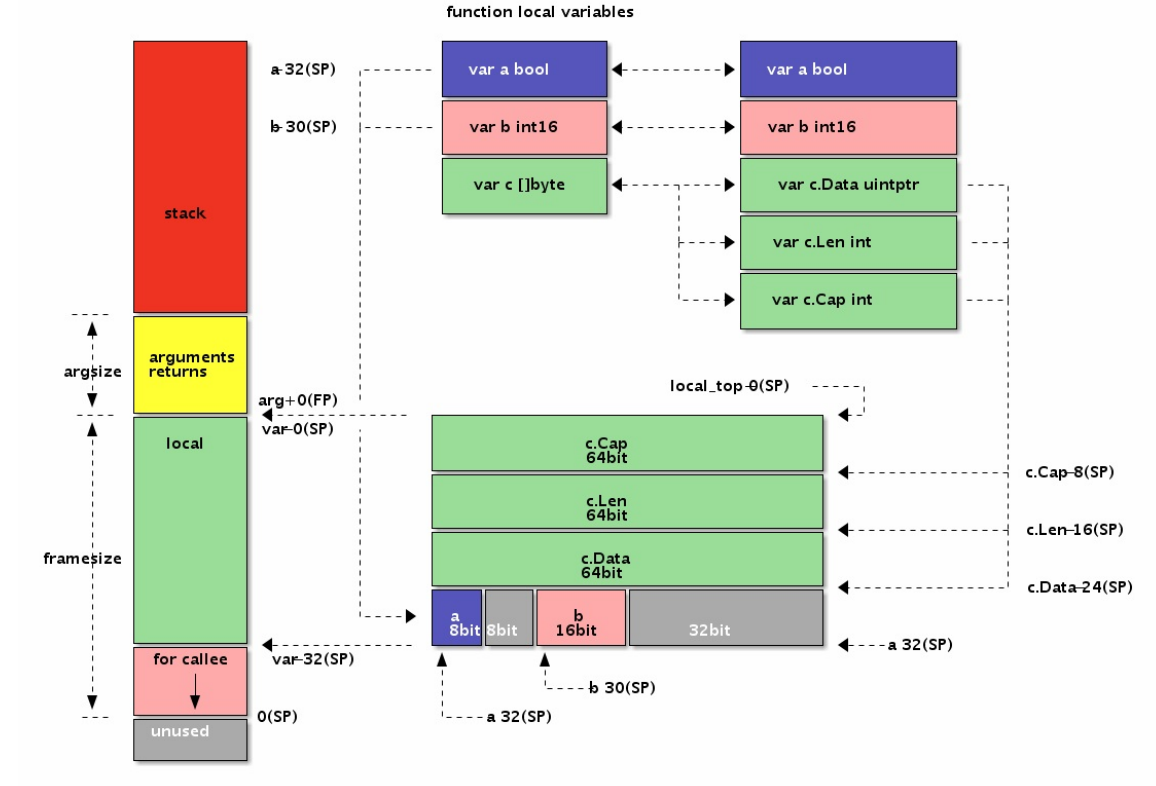 function local variables
a-32(SP)
var a bool
var a bool
b-30(SP)
var b int16
var b int16
var c []byte
var c.Data uintptr
stack
var c.Len int
var c.Cap int
arguments
returns
argsize
local_top-0(SP)
arg+0(FP)
var-0(SP)
local
c.Cap
64bit
c.Cap-8(SP)
c.Len
64bit
c.Len-16(SP)
framesize
c.Data
64bit
c.Data-24(SP)
a
8bit
8bit
b
16bit
32bit
a-32(SP)
for callee
var-32(SP)
b-30(SP)
0(SP)
a-32(SP)
unused